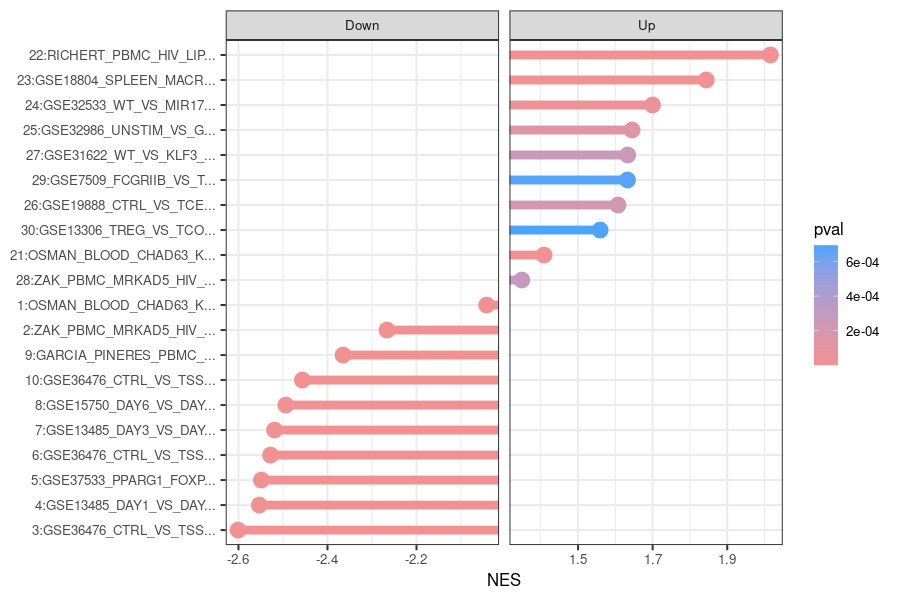 Down
Up
22:RICHERT_PBMC_HIV_LIP...
23:GSE18804_SPLEEN_MACR...
24:GSE32533_WT_VS_MIR17...
25:GSE32986_UNSTIM_VS_G...
27:GSE31622_WT_VS_KLF3_...
29:GSE7509_FCGRIIB_VS_T...
26:GSE19888_CTRL_VS_TCE...
30:GSE13306_TREG_VS_TCO...
21:OSMAN_BLOOD_CHAD63_K...
28:ZAK_PBMC_MRKAD5_HIV_...
1:OSMAN_BLOOD_CHAD63_K...
2:ZAK_PBMC_MRKAD5_HIV_...
9:GARCIA_PINERES_PBMC_...
10:GSE36476_CTRL_VS_TSS...
8:GSE15750_DAY6_VS_DAY...
7:GSE13485_DAY3_VS_DAY...
6:GSE36476_CTRL_VS_TSS...
5:GSE37533_PPARG1_FOXP...
4:GSE13485_DAY1_VS_DAY...
3:GSE36476_CTRL_VS_TSS...
-2.6 -2.4 -2.2 1.5 1.7 1.9
NES
pval
6e-04
4e-04
2e-04